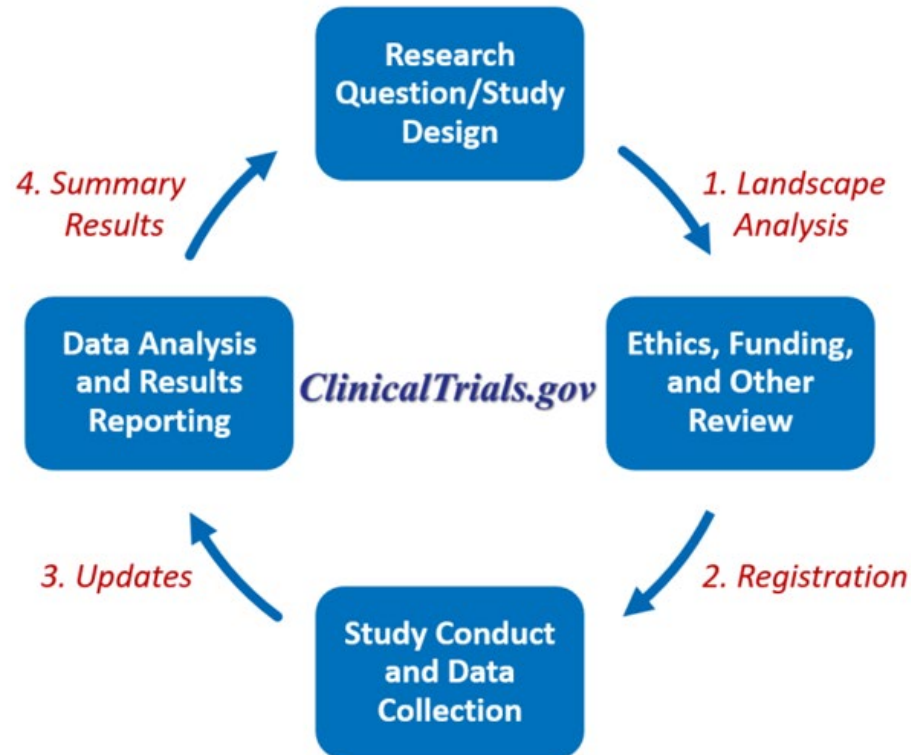 Research
Question/Study
Design
1. Landscape
Analysis
Ethics, Funding,
and Other
Review
2. Registration
Study Conduct
and Data
Collection
3. Updates
Data Analysis
and Results
Reporting
4. Summary
Results
ClinicalTrials.gov